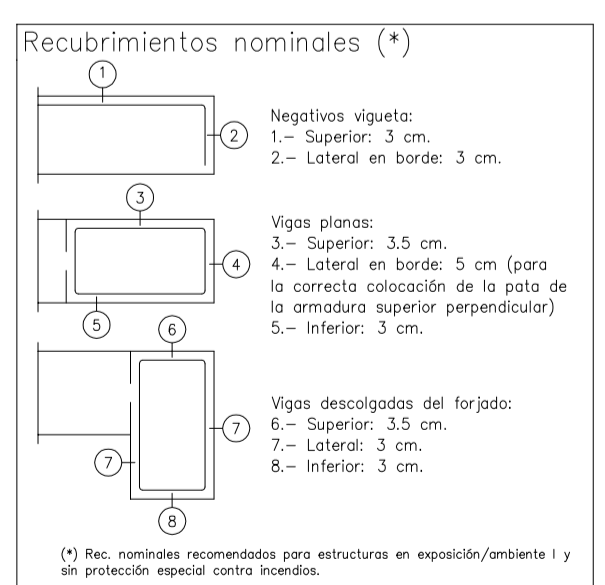 Recubrimientos nominales (*)
1
2
Negativos vigueta:
1.– Superior: 3 cm.
2.– Lateral en borde: 3 cm.
3
4
5
Vigas planas:
3.– Superior: 3.5 cm.
4.– Lateral en borde: 5 cm (para
la correcta colocación de la pata de
la armadura superior perpendicular)
5.– Inferior: 3 cm.
6
7
7
8
Vigas descolgadas del forjado:
6.– Superior: 3.5 cm.
7.– Lateral: 3 cm.
8.– Inferior: 3 cm.
(*) Rec. nominales recomendados para estructuras en exposición/ambiente I y
sin protección especial contra incendios.